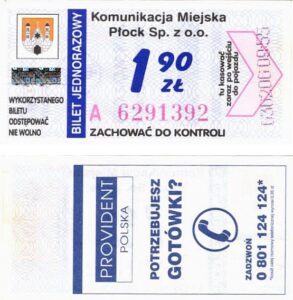 BILET JEDNORAZOWY
Komunikacja Miejska
Płock Sp. z o.o.
1 90
ZŁ
A 6291392
ZACHOWAĆ DO KONTROLI
WYKORZYSTANEGO
BILETU
ODSTĘPOWAĆ
NIE WOLNO
tu kasować
zaraz po wejściu
do pojazdu
PROVIDENT
POLSKA
POTRZEBUJESZ
GOTÓWKI?
ZADZWOŃ
0 801 124 124*